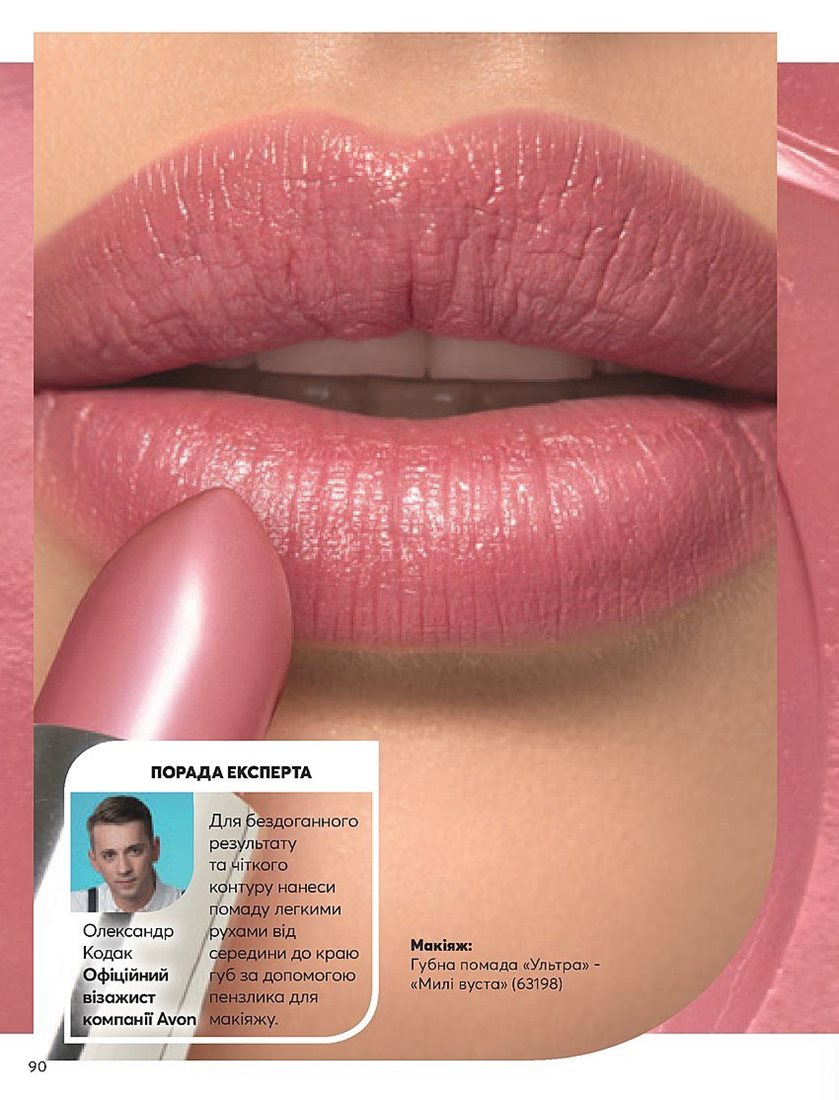 ПОРАДА ЕКСПЕРТА
Олександр
Кодак
Офіційний
візажист
компанії Avon
Для бездоганного
результату
та чіткого
контуру нанеси
помаду легкими
рухами від
середини до краю
губ за допомогою
пензлика для
макіяжу.
Макіяж:
Губна помада «Ультра» -
«Милі вуста» (63198)
90